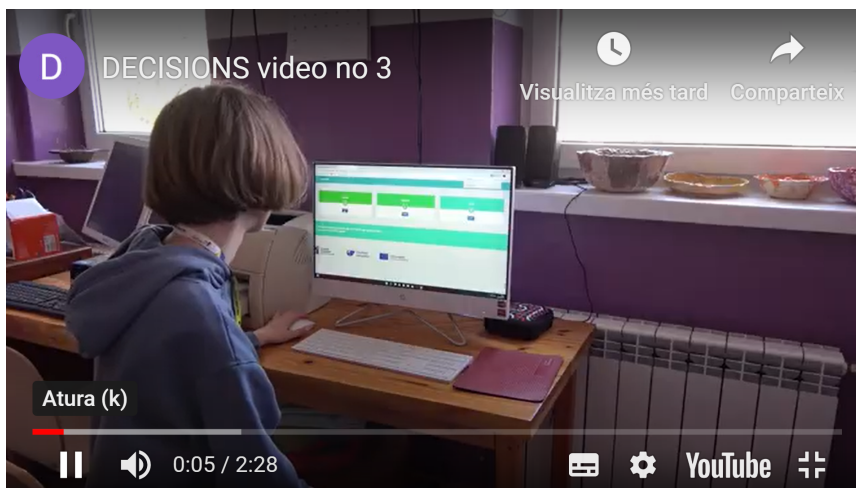 D
DECISIONS video no 3
Visualitza més tard
Comparteix
Atura (k)
0:05 / 2:28
YouTube